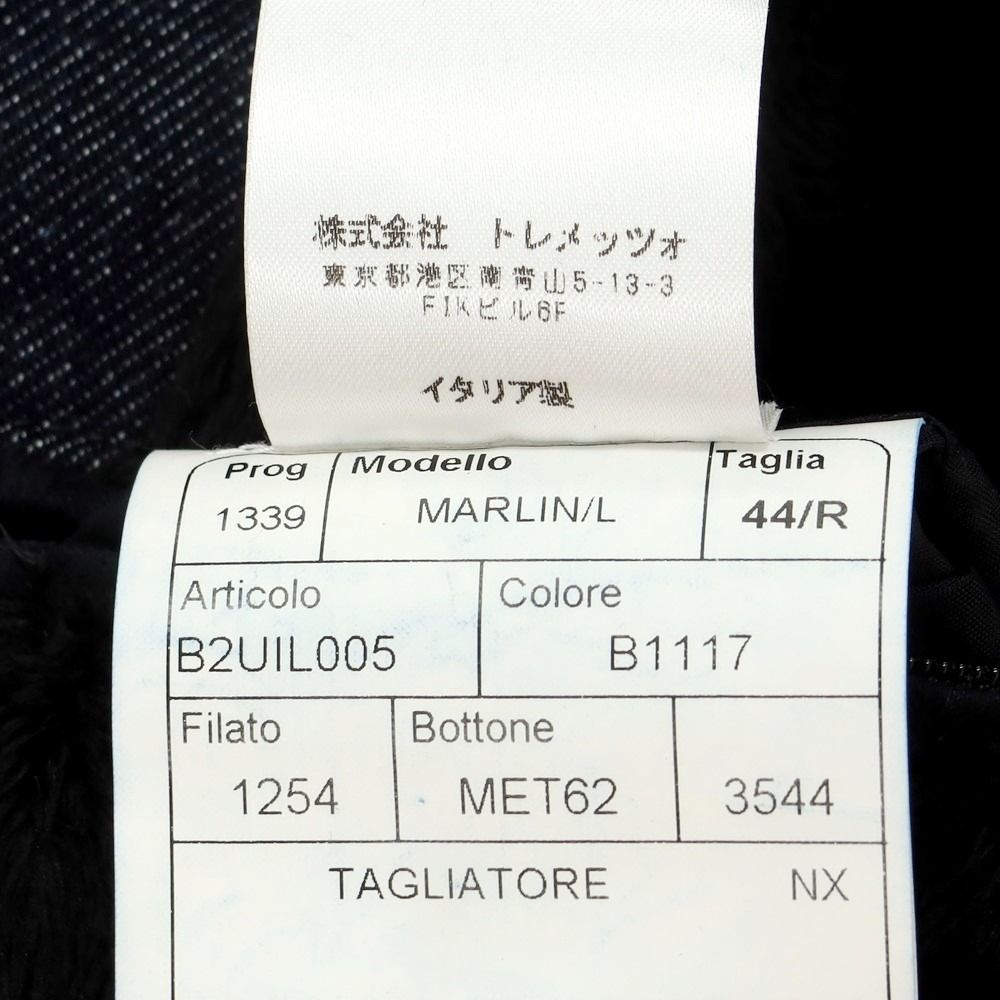 株式会社 トレメッツォ
東京都港区南青山5-13-3
FIKビル6F
イタリア製
Prog Modello Taglia
1339 MARLIN/L 44/R
Articolo Colore
B2UIL005 B1117
Filato Bottone
1254 MET62 3544
TAGLIATORE NX